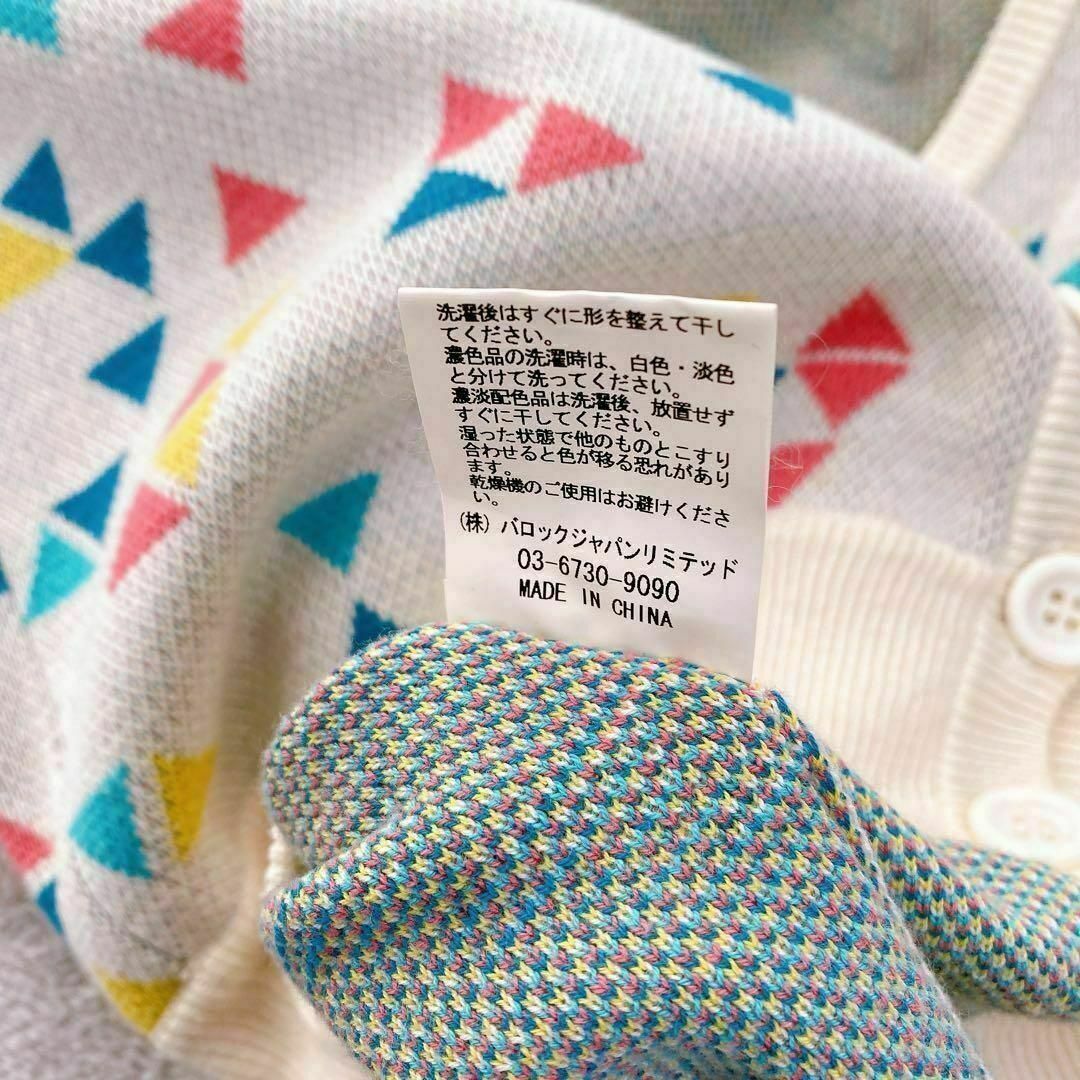 洗濯後はすぐに形を整えて干し
てください。
濃色品の洗濯時は、白色・淡色
と分けて洗ってください。
濃淡配色品は洗濯後、放置せず
すぐに干してください。
湿った状態で他のものとこすり
合わせると色が移る恐れがあり
ます。
乾燥機のご使用はお避けくださ
い。
(株) バロックジャパンリミテッド
03-6730-9090
MADE IN CHINA